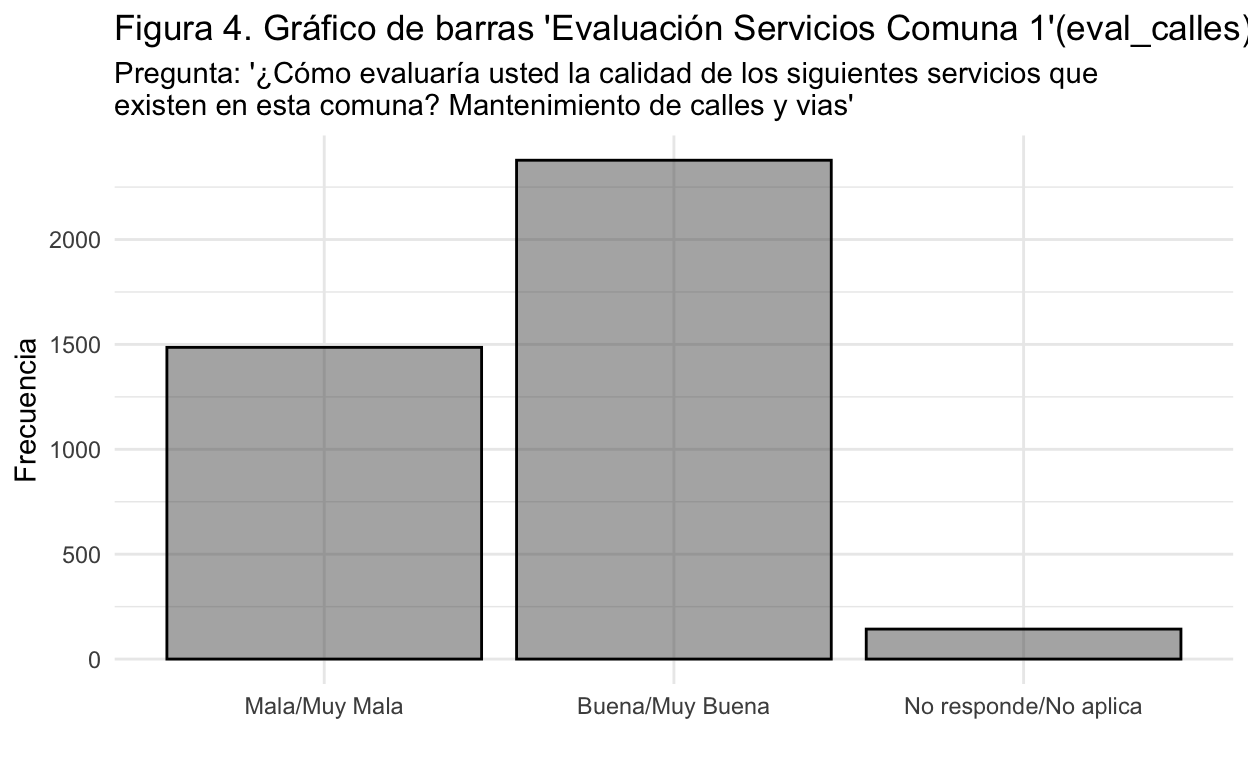 Figura 4. Gráfico de barras 'Evaluación Servicios Comuna 1'(eval_calles)
Pregunta: '¿Cómo evaluaría usted la calidad de los siguientes servicios que
existen en esta comuna? Mantenimiento de calles y vias'
Frecuencia
2000
1500
1000
500
0
Mala/Muy Mala
Buena/Muy Buena
No responde/No aplica